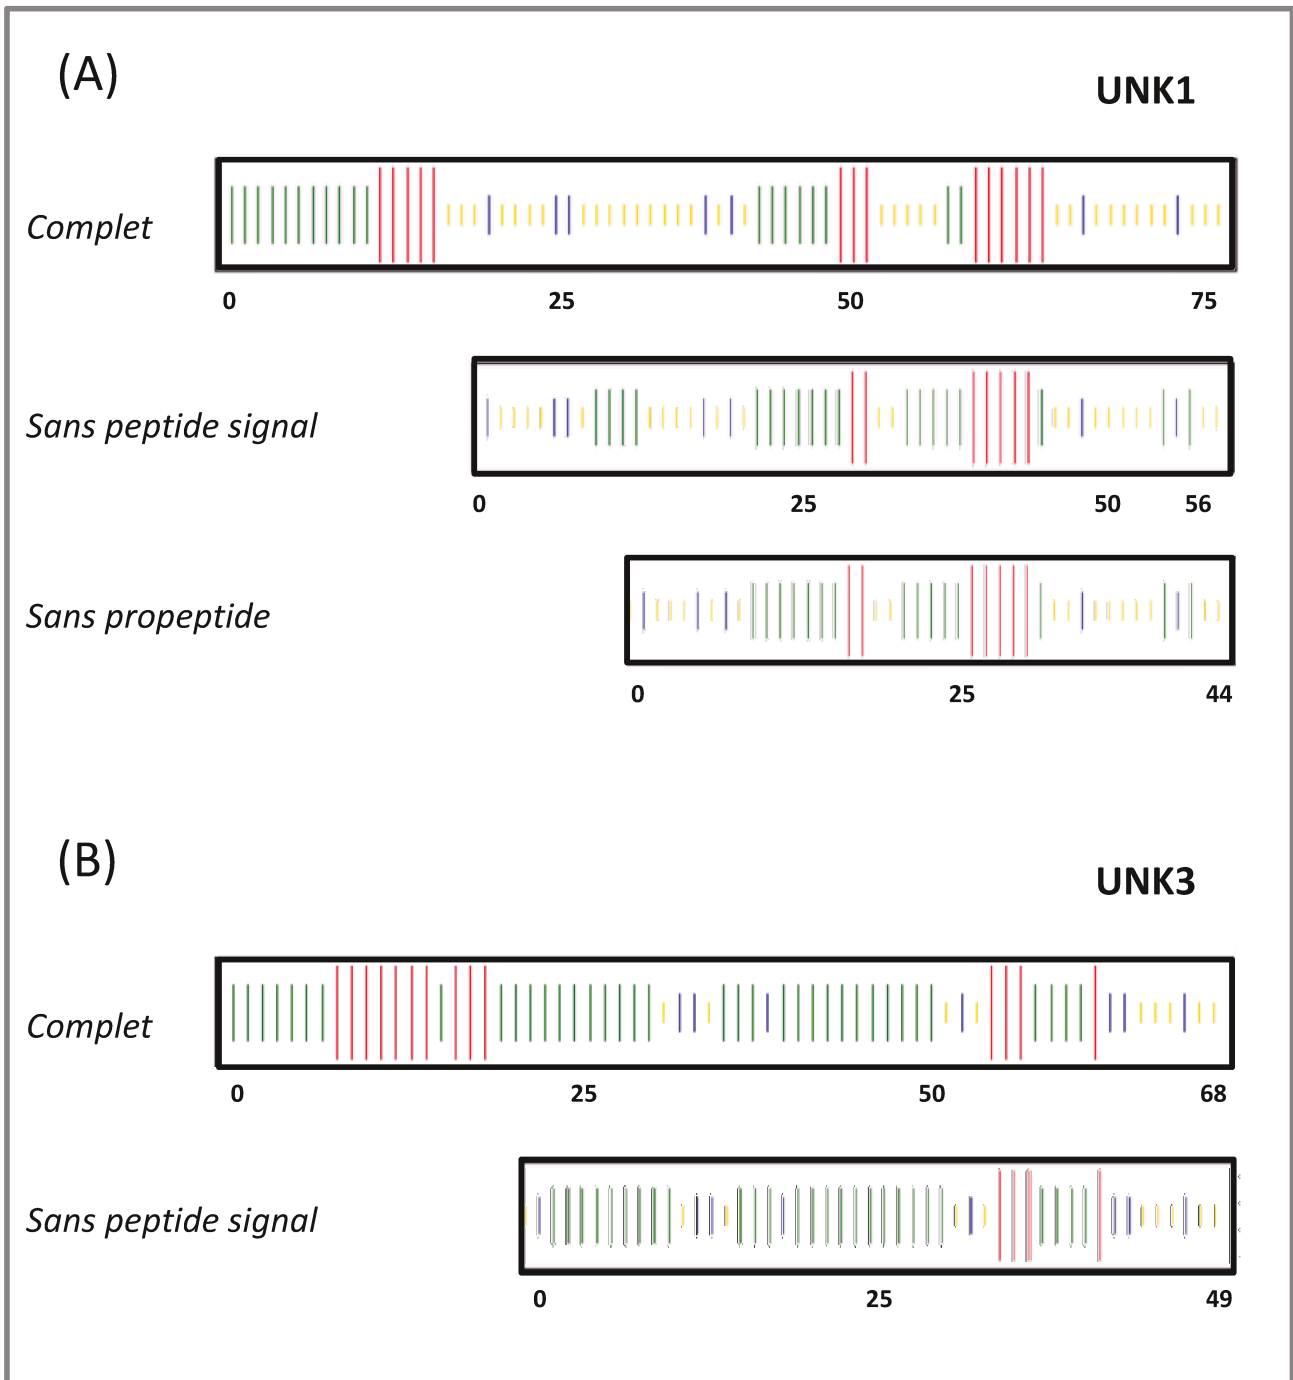 (A)
UNK1
Complet
0 25 50 75
Sans peptide signal
0 25 50 56
Sans propeptide
0 25 44
(B)
UNK3
Complet
0 25 50 68
Sans peptide signal
0 25 49